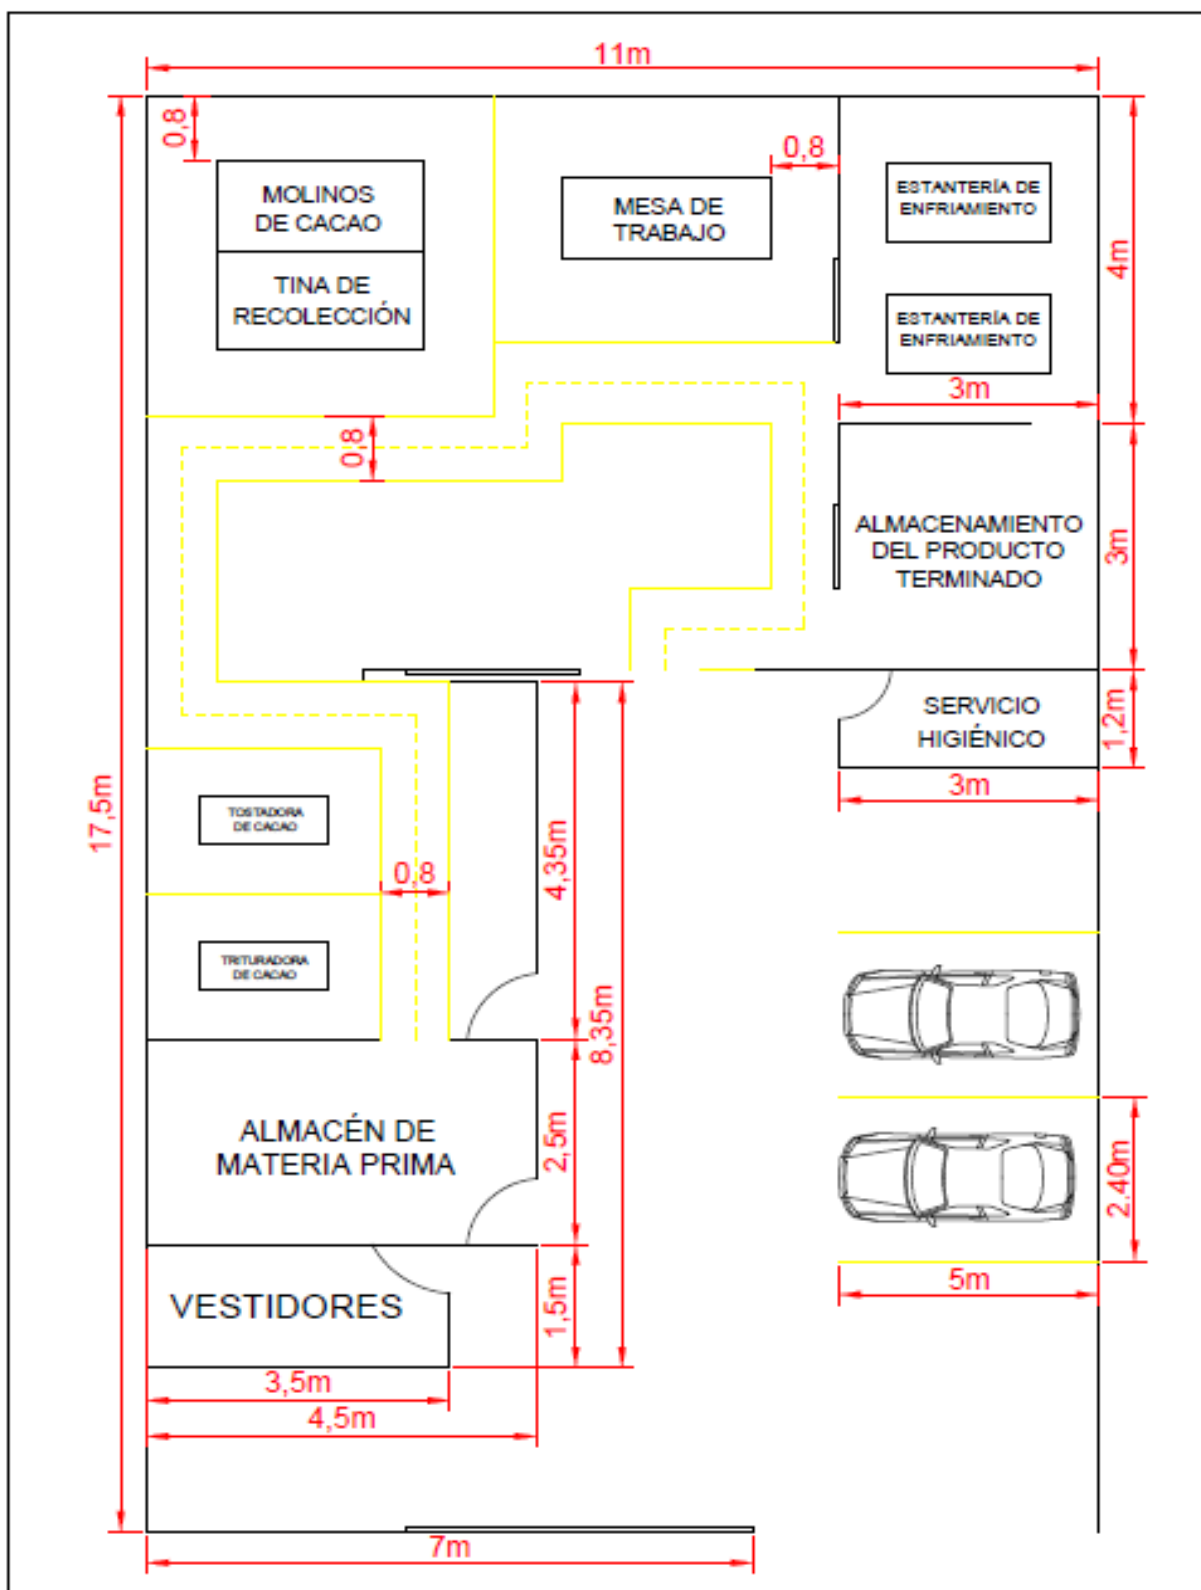 11m
0,8
MOLINOS
DE CACAO
TINA DE
RECOLECCIÓN
MESA DE
TRABAJO
0,8
ESTANTERÍA DE
ENFRIAMIENTO
ESTANTERÍA DE
ENFRIAMIENTO
4m
3m
0,8
ALMACENAMIENTO
DEL PRODUCTO
TERMINADO
3m
SERVICIO
HIGIÉNICO
1,2m
3m
17,5m
TOSTADORA
DE CACAO
0,8
4,35m
TRITURADORA
DE CACAO
8,35m
ALMACÉN DE
MATERIA PRIMA
2,5m
2.40m
5m
VESTIDORES
1,5m
3,5m
4,5m
7m